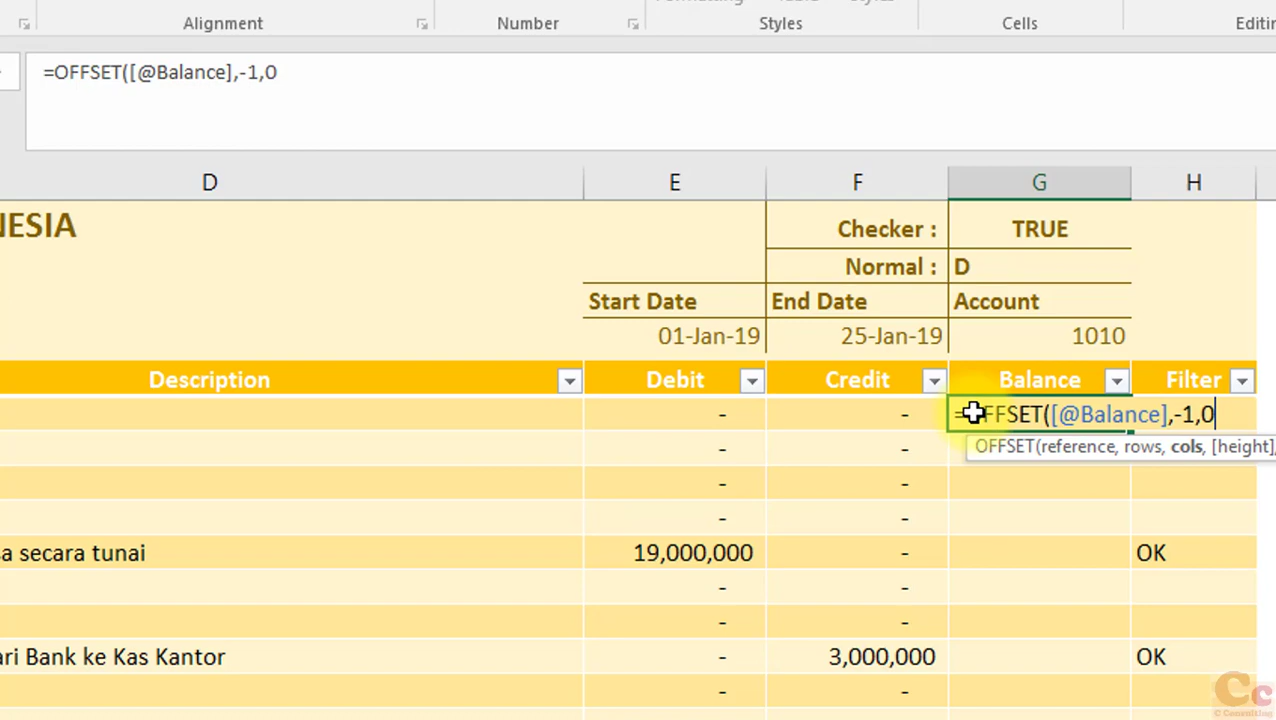 Alignment Number Styles Cells
=OFFSET([@Balance],-1,0
D E F G H
NESIA Checker : TRUE
Normal : D
Start Date End Date Account
01-Jan-19 25-Jan-19 1010
Description Debit Credit Balance Filter
- - =OFFSET([@Balance],-1,0
- -
OFFSET(reference, rows, cols, [height],
- -
- -
sa secara tunai 19,000,000 - OK
- -
- -
ari Bank ke Kas Kantor - 3,000,000 OK
- -
Cc